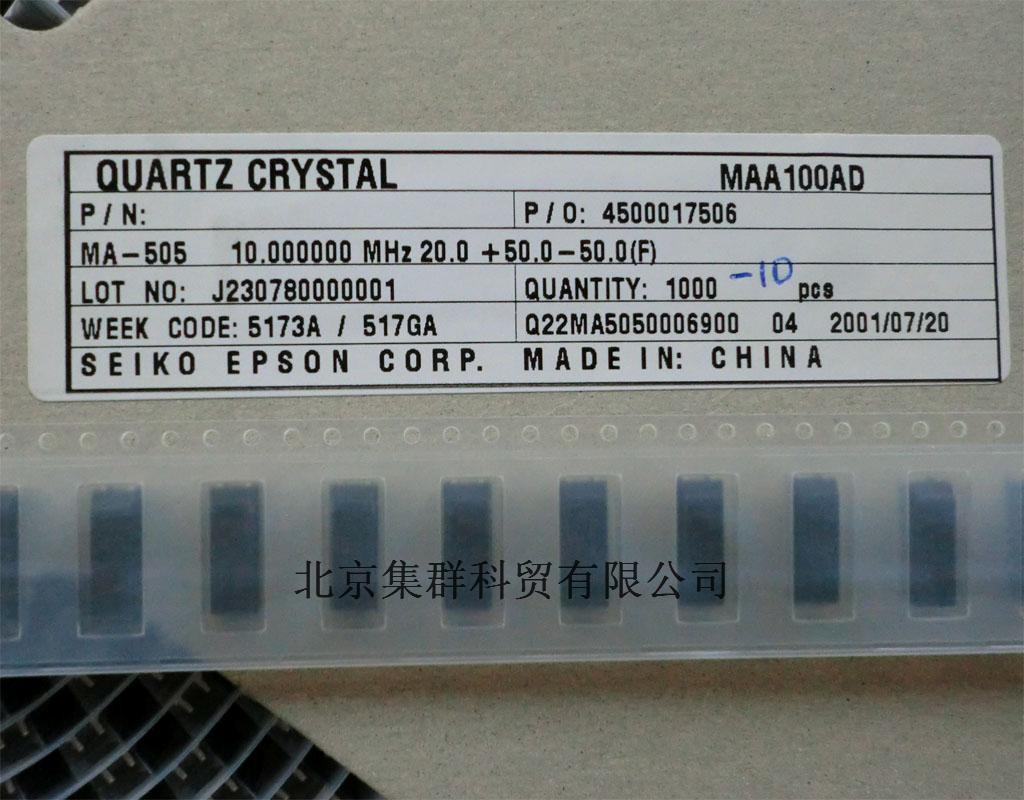 QUARTZ CRYSTAL MAA100AD
P/N: P/O: 4500017506
MA-505 10.000000 MHz 20.0 +50.0-50.0(F)
LOT NO: J230780000001 QUANTITY: 1000 -10 pcs
WEEK CODE: 5173A / 517GA Q22MA5050006900 04 2001/07/20
SEIKO EPSON CORP. MADE IN: CHINA
北京集群科贸有限公司